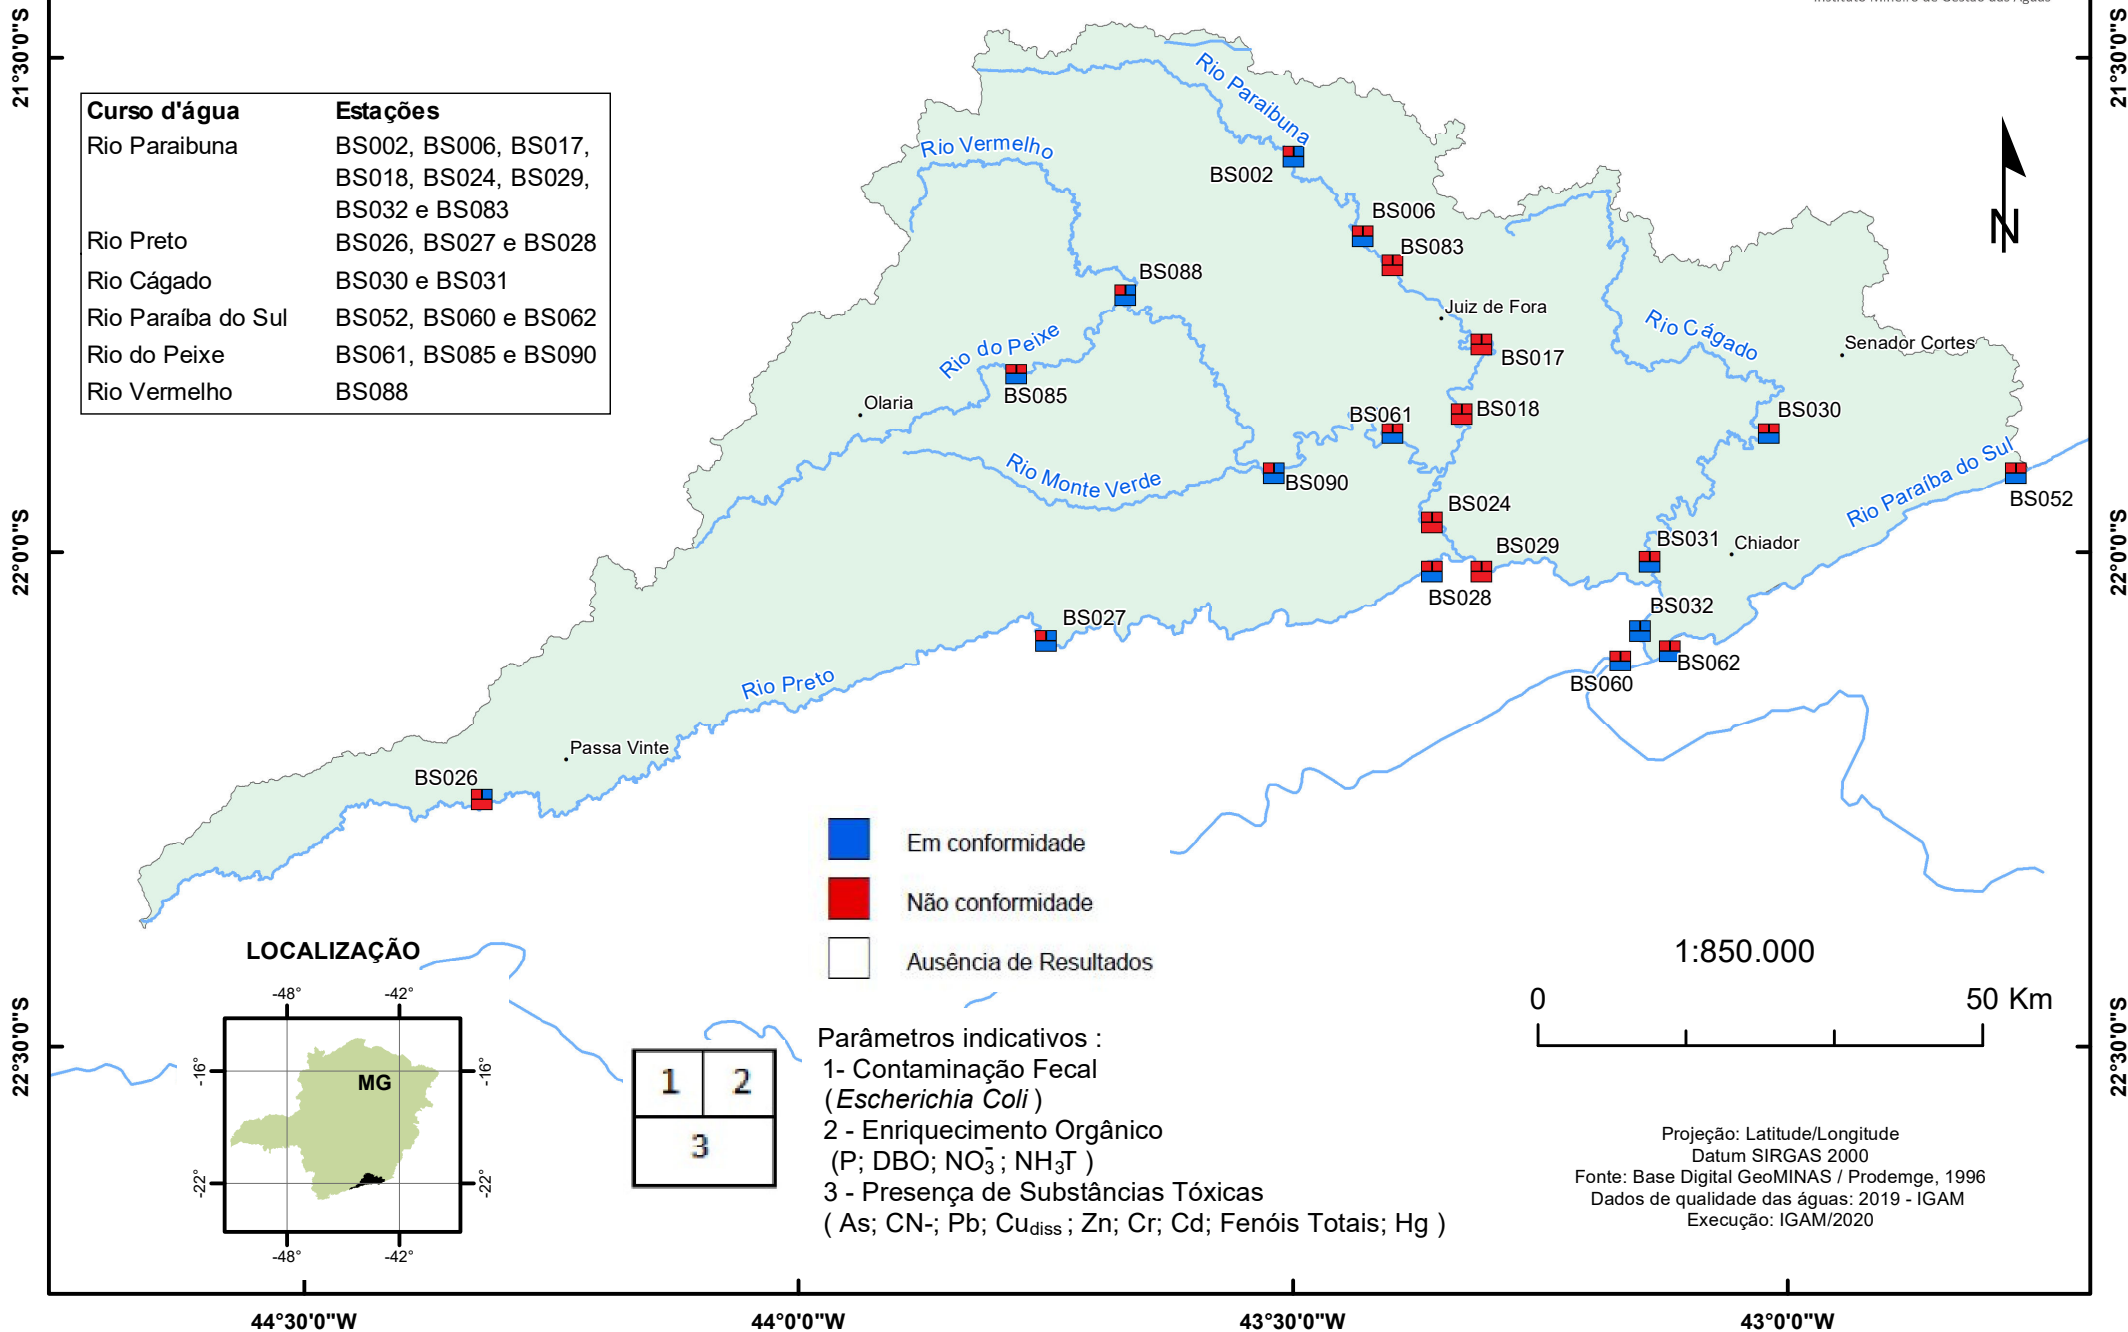 Instituto Mineiro de Gestão das Águas
21°30'0"S
21°30'0"S
Curso d'água Estações
Rio Paraibuna BS002, BS006, BS017,
BS018, BS024, BS029,
BS032 e BS083
Rio Preto BS026, BS027 e BS028
Rio Cágado BS030 e BS031
Rio Paraíba do Sul BS052, BS060 e BS062
Rio do Peixe BS061, BS085 e BS090
Rio Vermelho BS088
Rio Paraibuna
Rio Vermelho
BS002
BS006
BS083
N
BS088
Juiz de Fora
Rio do Peixe
BS017
Rio Cágado
Senador Cortes
BS085
Olaria
BS061
BS018
BS030
Rio Monte Verde
BS090
Rio Paraíba do Sul
BS052
BS024
22°0'0"S
22°0'0"S
BS029
BS031
Chiador
BS028
BS027
BS032
BS062
BS060
Rio Preto
Passa Vinte
BS026
Em conformidade
Não conformidade
Ausência de Resultados
LOCALIZAÇÃO
-48° -42°
-16° -16°
MG
-22° -22°
-48° -42°
1:850.000
0 50 Km
22°30'0"S
22°30'0"S
1 2
3
Parâmetros indicativos :
1- Contaminação Fecal
(Escherichia Coli )
2 - Enriquecimento Orgânico
(P; DBO; NO₃⁻ ; NH₃T )
3 - Presença de Substâncias Tóxicas
( As; CN-; Pb; Cudiss ; Zn; Cr; Cd; Fenóis Totais; Hg )
Projeção: Latitude/Longitude
Datum SIRGAS 2000
Fonte: Base Digital GeoMINAS / Prodemge, 1996
Dados de qualidade das águas: 2019 - IGAM
Execução: IGAM/2020
44°30'0"W 44°0'0"W 43°30'0"W 43°0'0"W